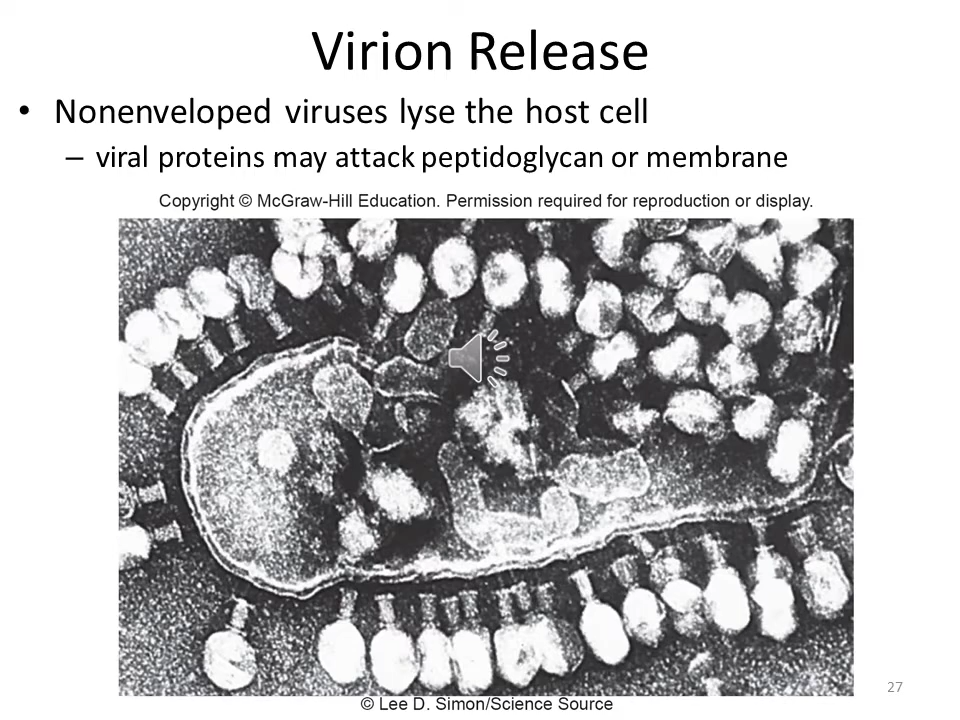 Virion Release
• Nonenveloped viruses lyse the host cell
– viral proteins may attack peptidoglycan or membrane
Copyright © McGraw-Hill Education. Permission required for reproduction or display.
27
© Lee D. Simon/Science Source